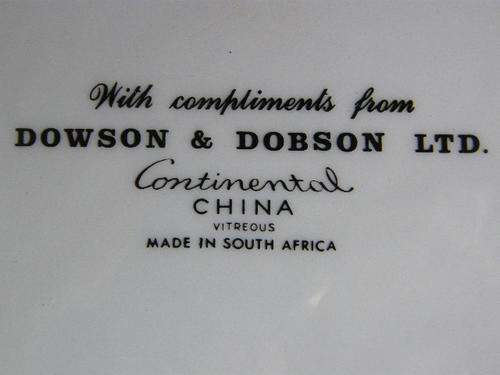 With compliments from
DOWSON & DOBSON LTD.
Continental
CHINA
VITREOUS
MADE IN SOUTH AFRICA